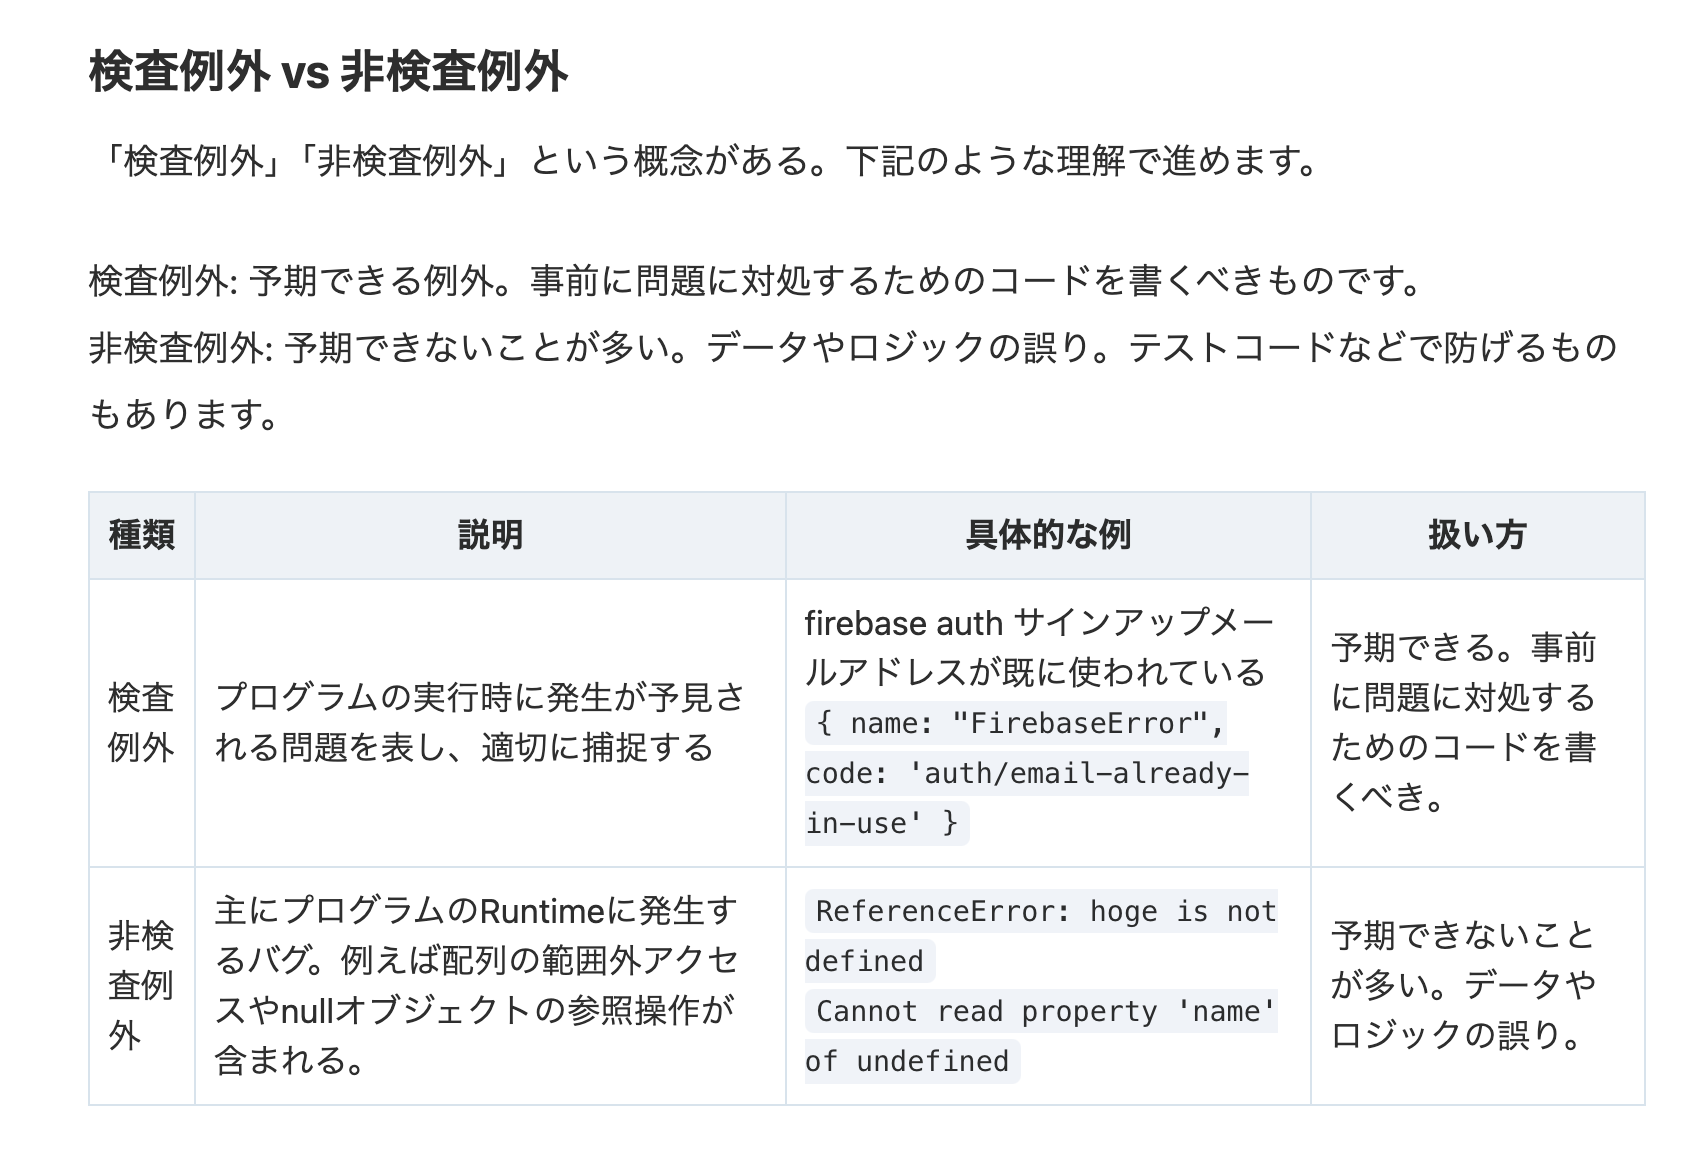 検査例外 vs 非検査例外
「検査例外」「非検査例外」という概念がある。下記のような理解で進めます。
検査例外: 予期できる例外。事前に問題に対処するためのコードを書くべきものです。
非検査例外: 予期できないことが多い。データやロジックの誤り。テストコードなどで防げるもの
もあります。
種類
説明
具体的な例
扱い方
検査
例外
プログラムの実行時に発生が予見さ
れる問題を表し、適切に捕捉する
firebase auth サインアップメー
ルアドレスが既に使われている
{ name: "FirebaseError",
code: 'auth/email-already-
in-use' }
予期できる。事前
に問題に対処する
ためのコードを書
くべき。
非検
査例
外
主にプログラムのRuntimeに発生す
るバグ。例えば配列の範囲外アクセ
スやnullオブジェクトの参照操作が
含まれる。
ReferenceError: hoge is not
defined
Cannot read property 'name'
of undefined
予期できないこと
が多い。データや
ロジックの誤り。